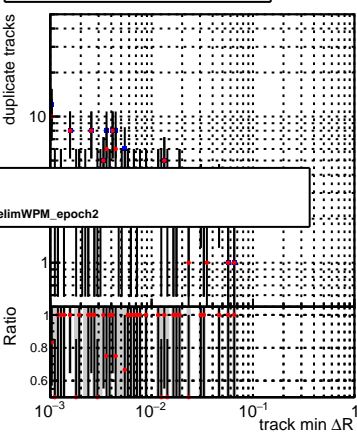 duplicate tracks
10
elimWPM_epoch2
1
Ratio
1
0.8
0.6
10−3
10−2
10−1
1
track min ΔR